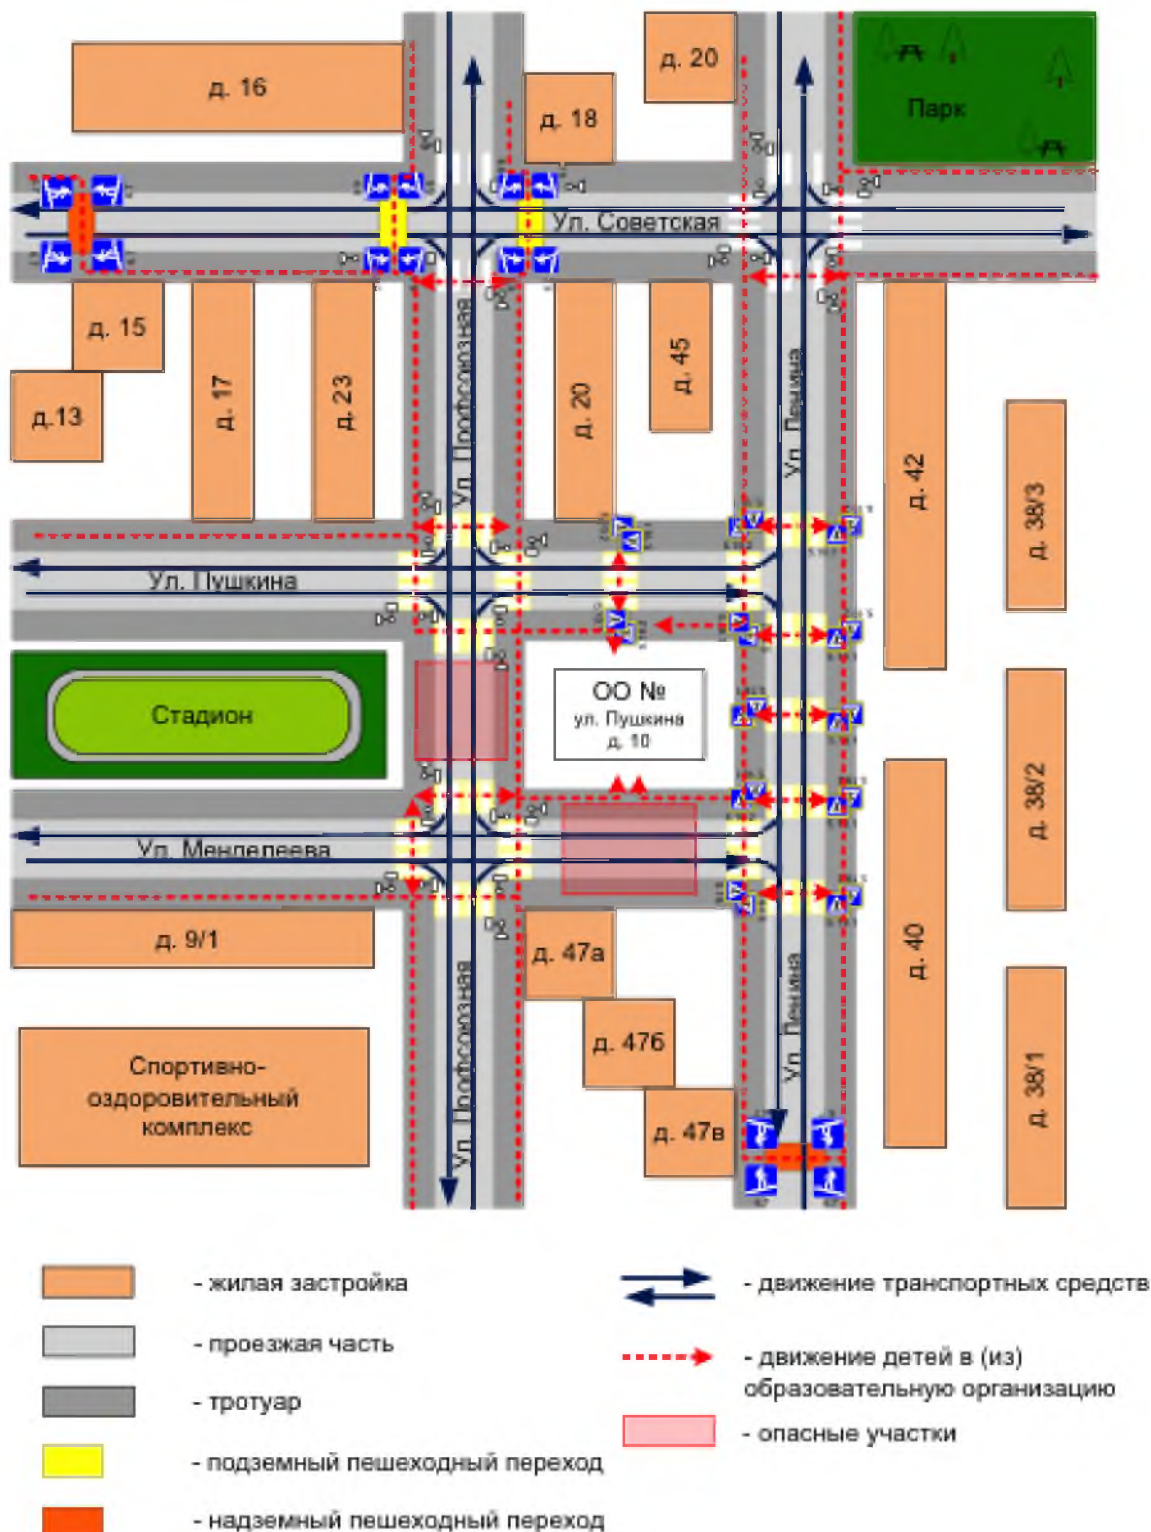 д. 20
д. 16
д. 18
Парк
Ул. Советская
д. 15
д. 17
д. 23
Ул. Профсоюзная
д. 20
д. 45
Ул. Ленина
д.13
д. 42
д. 38/3
Ул. Пушкина
ОО №
ул. Пушкина
д. 10
Стадион
д. 38/2
Ул. Менделеева
д. 9/1
д. 47а
д. 40
Ул. Профсоюзная
Ул. Ленина
д. 47б
Спортивно-
оздоровительный
комплекс
д. 47в
д. 38/1
- жилая застройка
- проезжая часть
- тротуар
- подземный пешеходный переход
- надземный пешеходный переход
- движение транспортных средств
- движение детей в (из)
образовательную организацию
- опасные участки